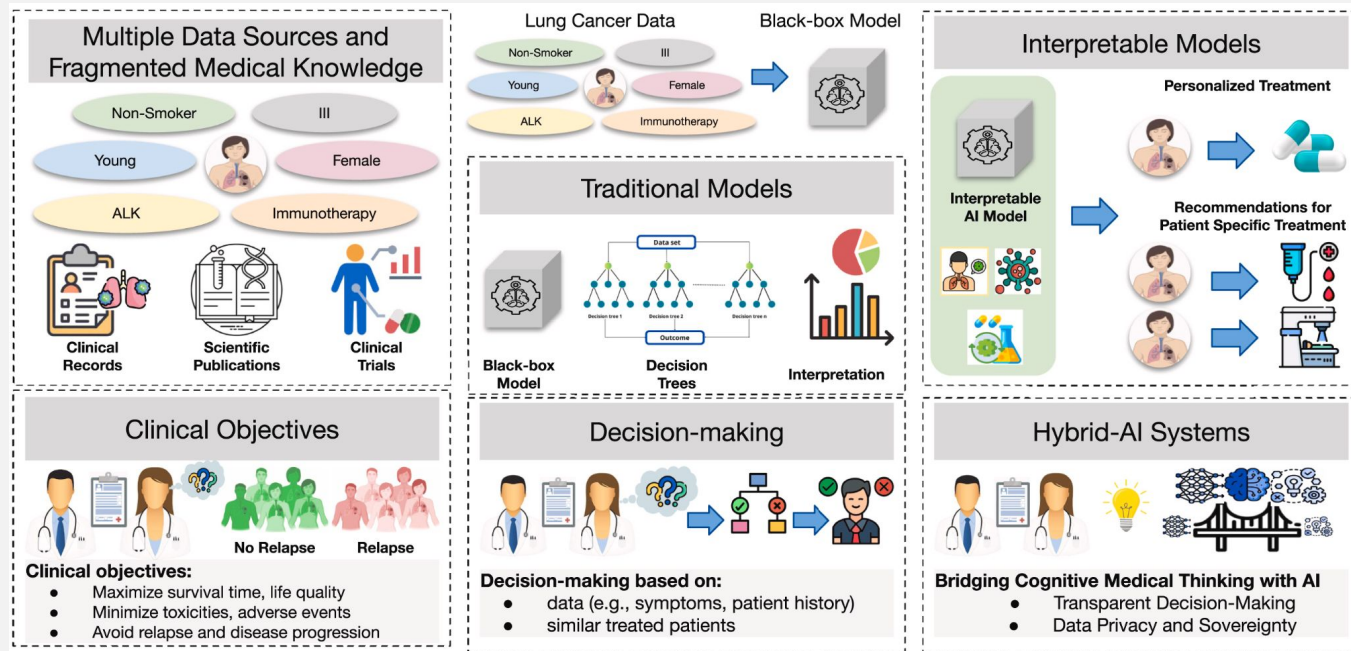 Multiple Data Sources and
Fragmented Medical Knowledge
Non-Smoker
III
Young
Female
ALK
Immunotherapy
Clinical
Records
Scientific
Publications
Clinical
Trials
Lung Cancer Data
Black-box Model
Non-Smoker
III
Young
Female
ALK
Immunotherapy
Traditional Models
Data set
Decision tree 1
Decision tree 2
Decision tree n
Outcome
Black-box
Model
Decision
Trees
Interpretation
Interpretable Models
Personalized Treatment
Interpretable
AI Model
Recommendations for
Patient Specific Treatment
Clinical Objectives
No Relapse
Relapse
Clinical objectives:
● Maximize survival time, life quality
● Minimize toxicities, adverse events
● Avoid relapse and disease progression
Decision-making
Decision-making based on:
● data (e.g., symptoms, patient history)
● similar treated patients
Hybrid-AI Systems
Bridging Cognitive Medical Thinking with AI
● Transparent Decision-Making
● Data Privacy and Sovereignty